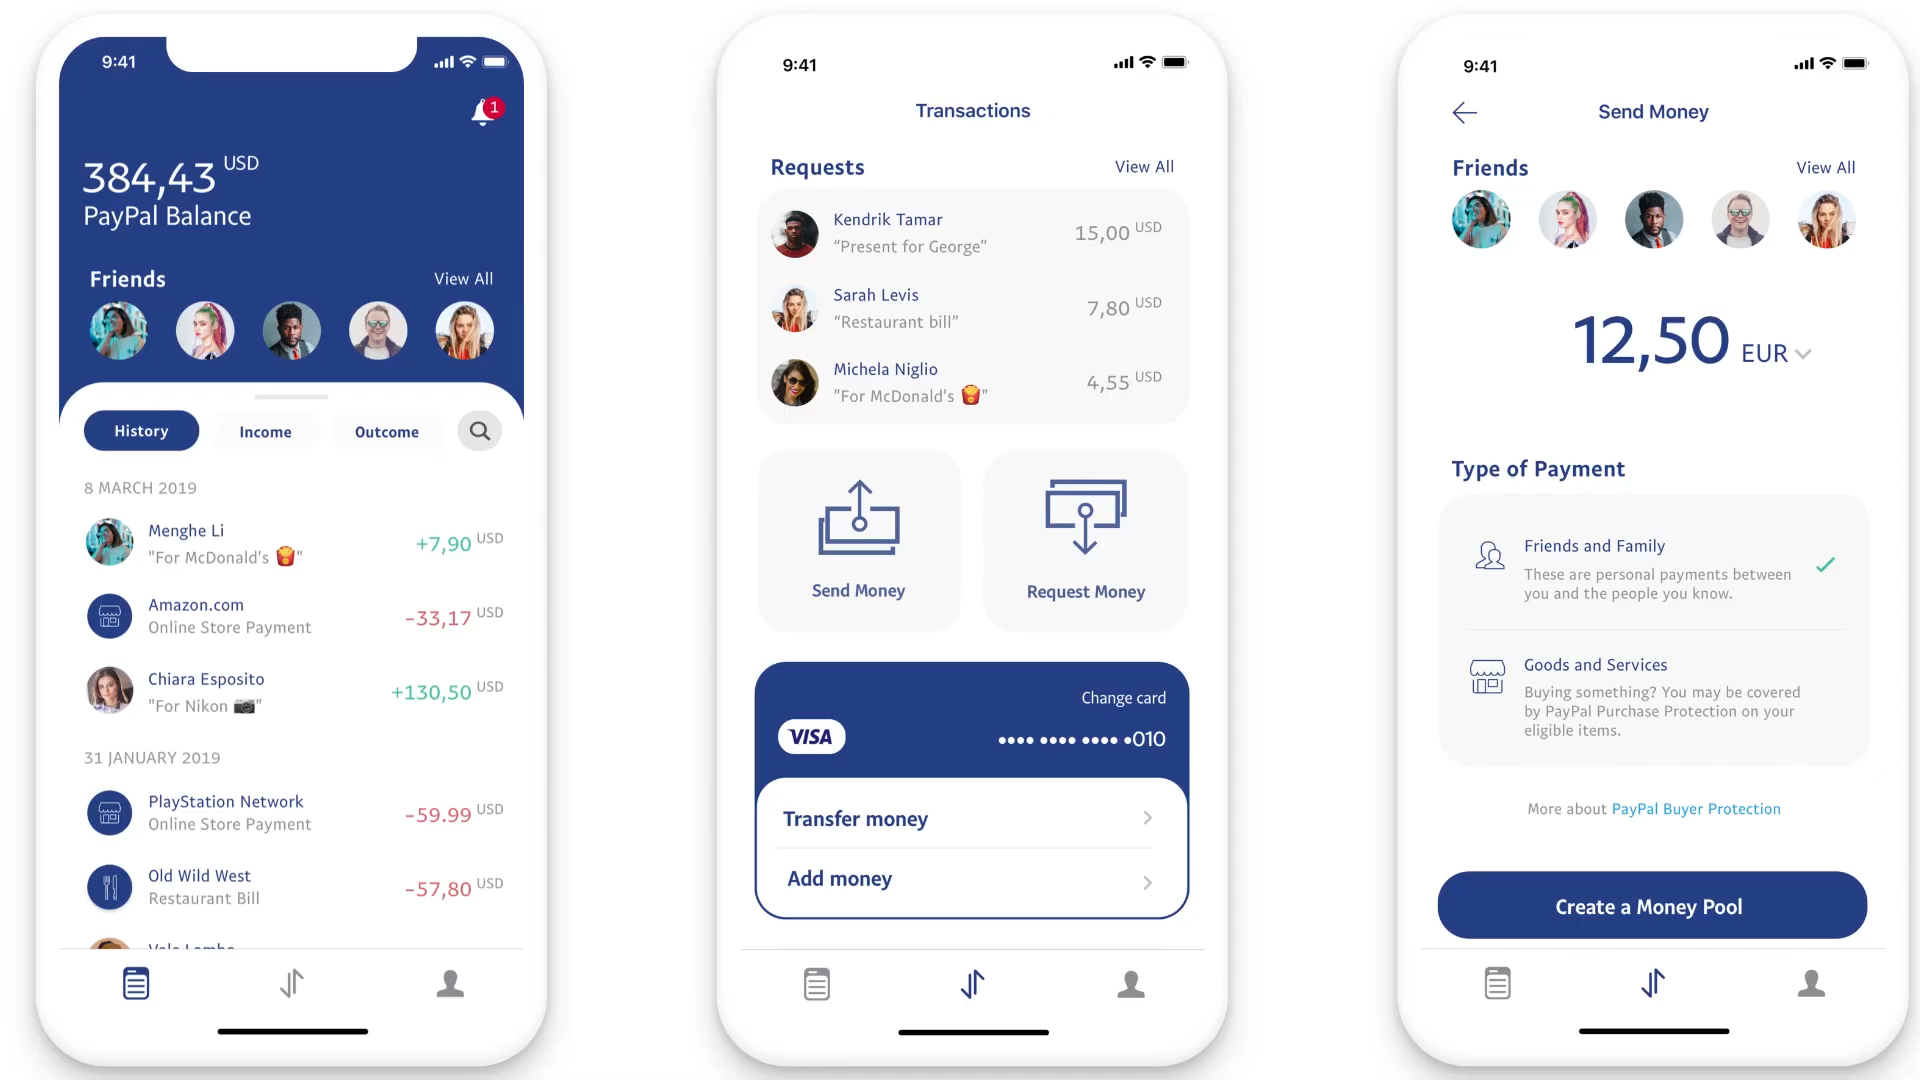 9:41
1
384,43 USD
PayPal Balance
Friends
View All
History
Income
Outcome
8 MARCH 2019
Menghe Li
"For McDonald's 🍟"
+7,90 USD
Amazon.com
Online Store Payment
-33,17 USD
Chiara Esposito
"For Nikon 📷"
+130,50 USD
31 JANUARY 2019
PlayStation Network
Online Store Payment
-59.99 USD
Old Wild West
Restaurant Bill
-57,80 USD
9:41
Transactions
Requests
View All
Kendrik Tamar
“Present for George”
15,00 USD
Sarah Levis
“Restaurant bill”
7,80 USD
Michela Niglio
"For McDonald's 🍟"
4,55 USD
Send Money
Request Money
Change card
VISA
•••• •••• •••• •010
Transfer money
Add money
9:41
Send Money
Friends
View All
12,50 EUR
Type of Payment
Friends and Family
These are personal payments between
you and the people you know.
Goods and Services
Buying something? You may be covered
by PayPal Purchase Protection on your
eligible items.
More about PayPal Buyer Protection
Create a Money Pool